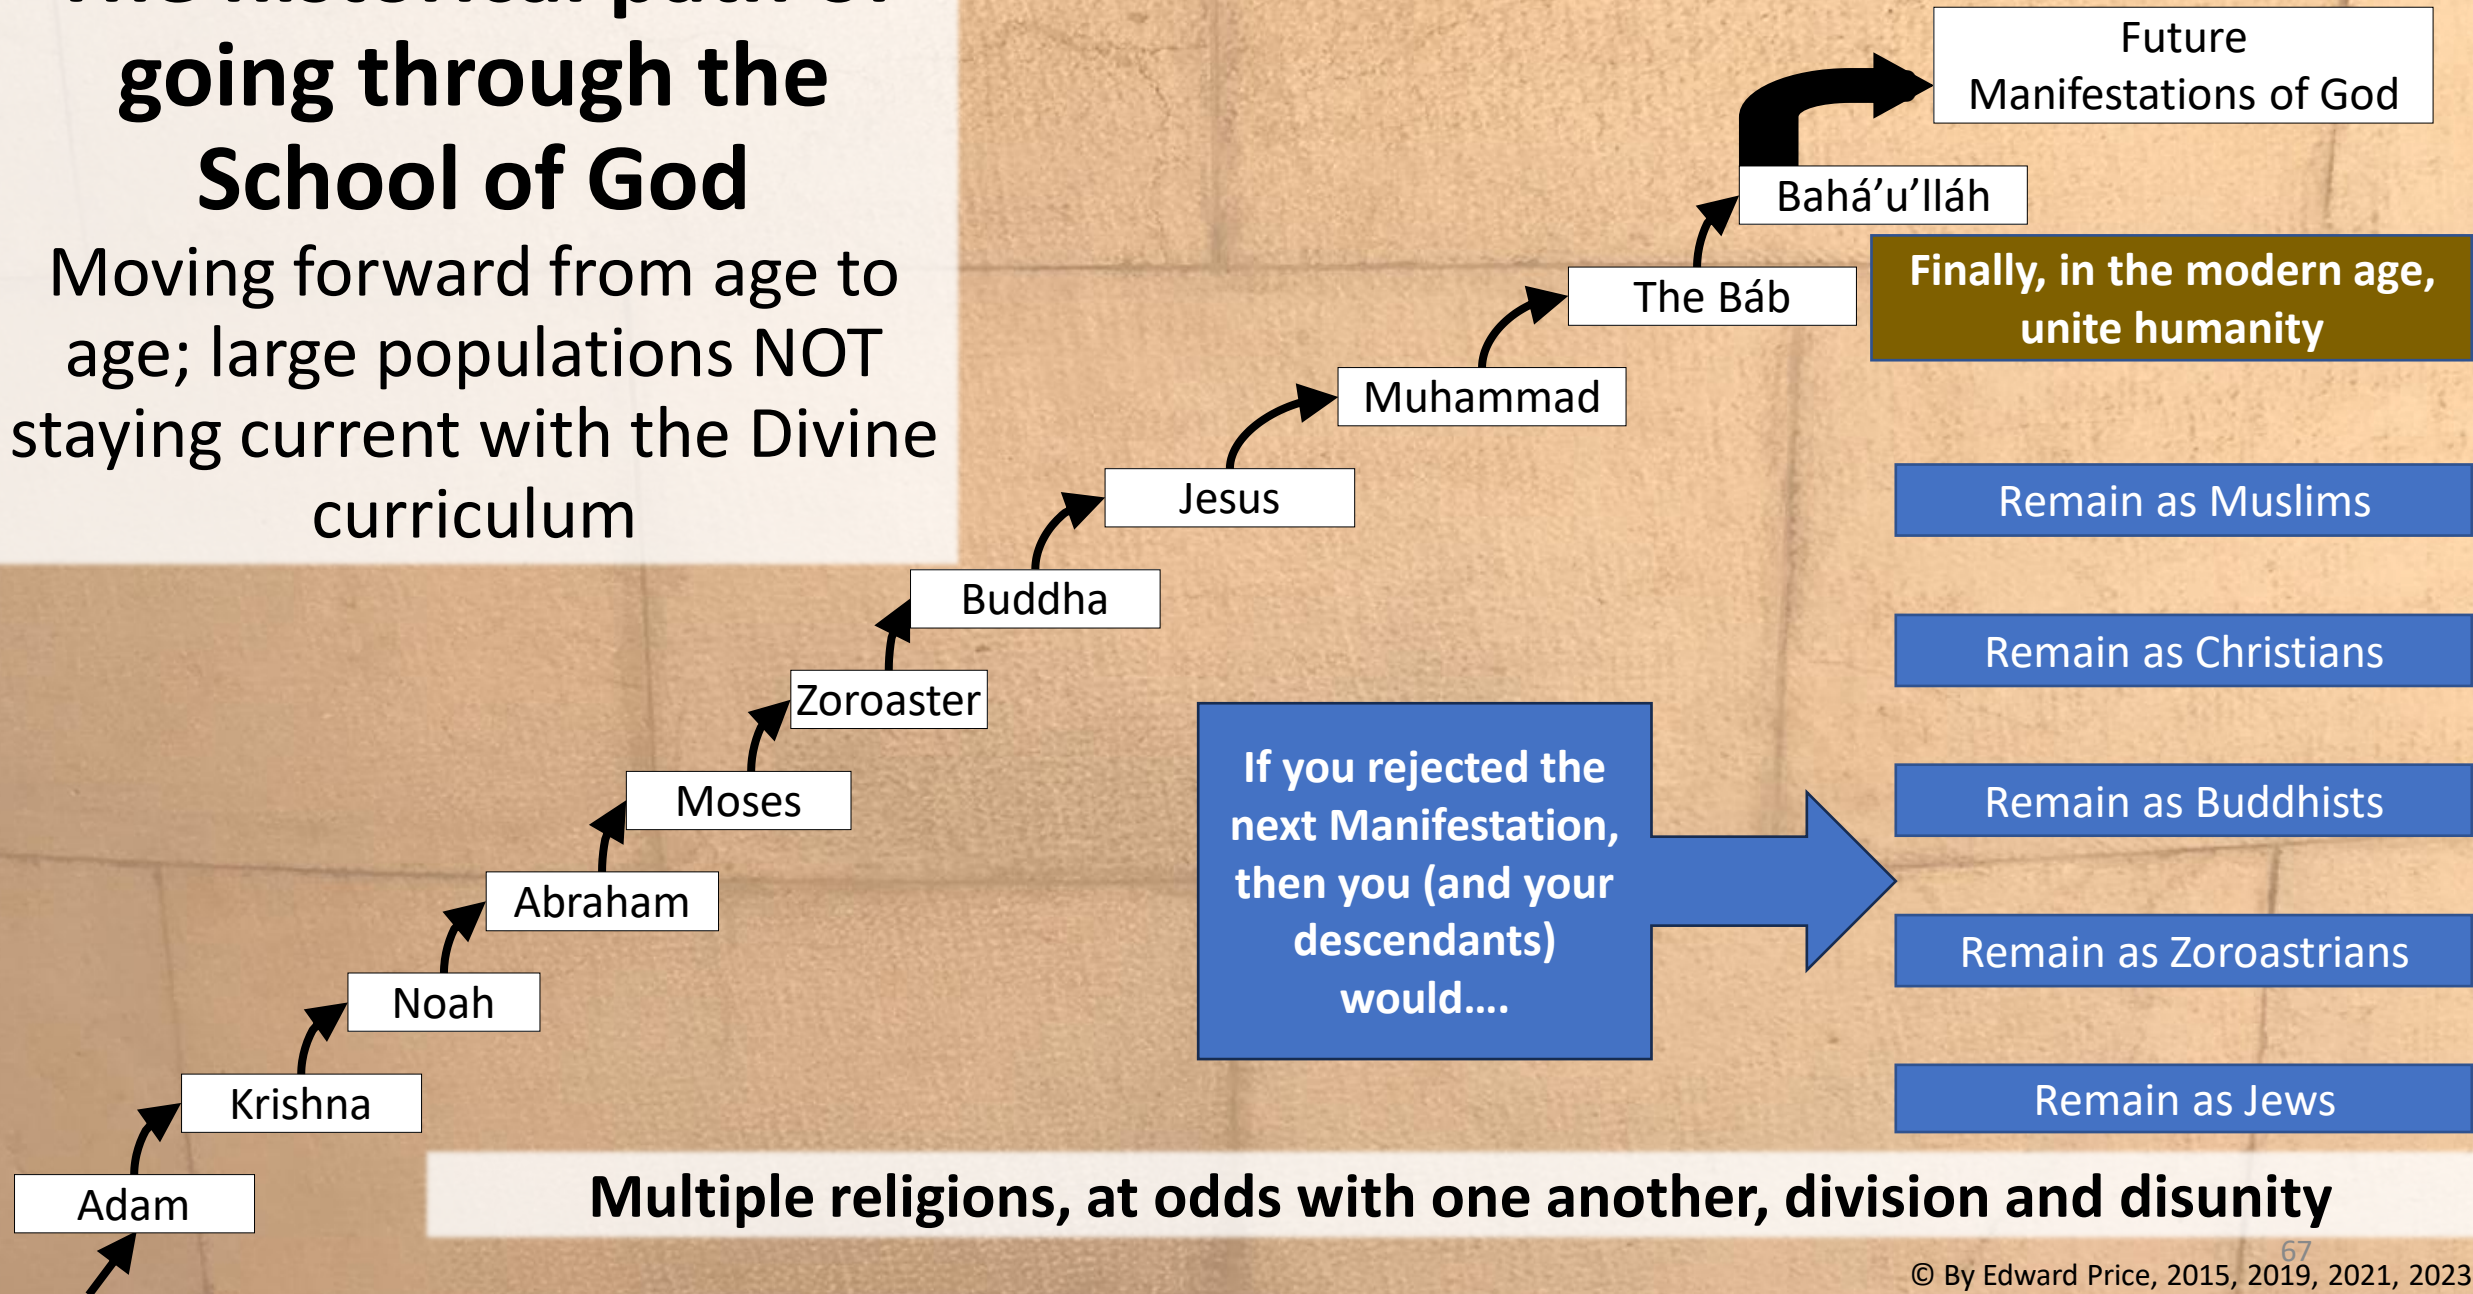 The historical path of
going through the
School of God
Moving forward from age to
age; large populations NOT
staying current with the Divine
curriculum
Future
Manifestations of God
Bahá’u’lláh
Finally, in the modern age,
unite humanity
The Báb
Muhammad
Jesus
Buddha
Zoroaster
Moses
Abraham
Noah
Krishna
Adam
If you rejected the
next Manifestation,
then you (and your
descendants)
would....
Remain as Muslims
Remain as Christians
Remain as Buddhists
Remain as Zoroastrians
Remain as Jews
Multiple religions, at odds with one another, division and disunity
67
© By Edward Price, 2015, 2019, 2021, 2023